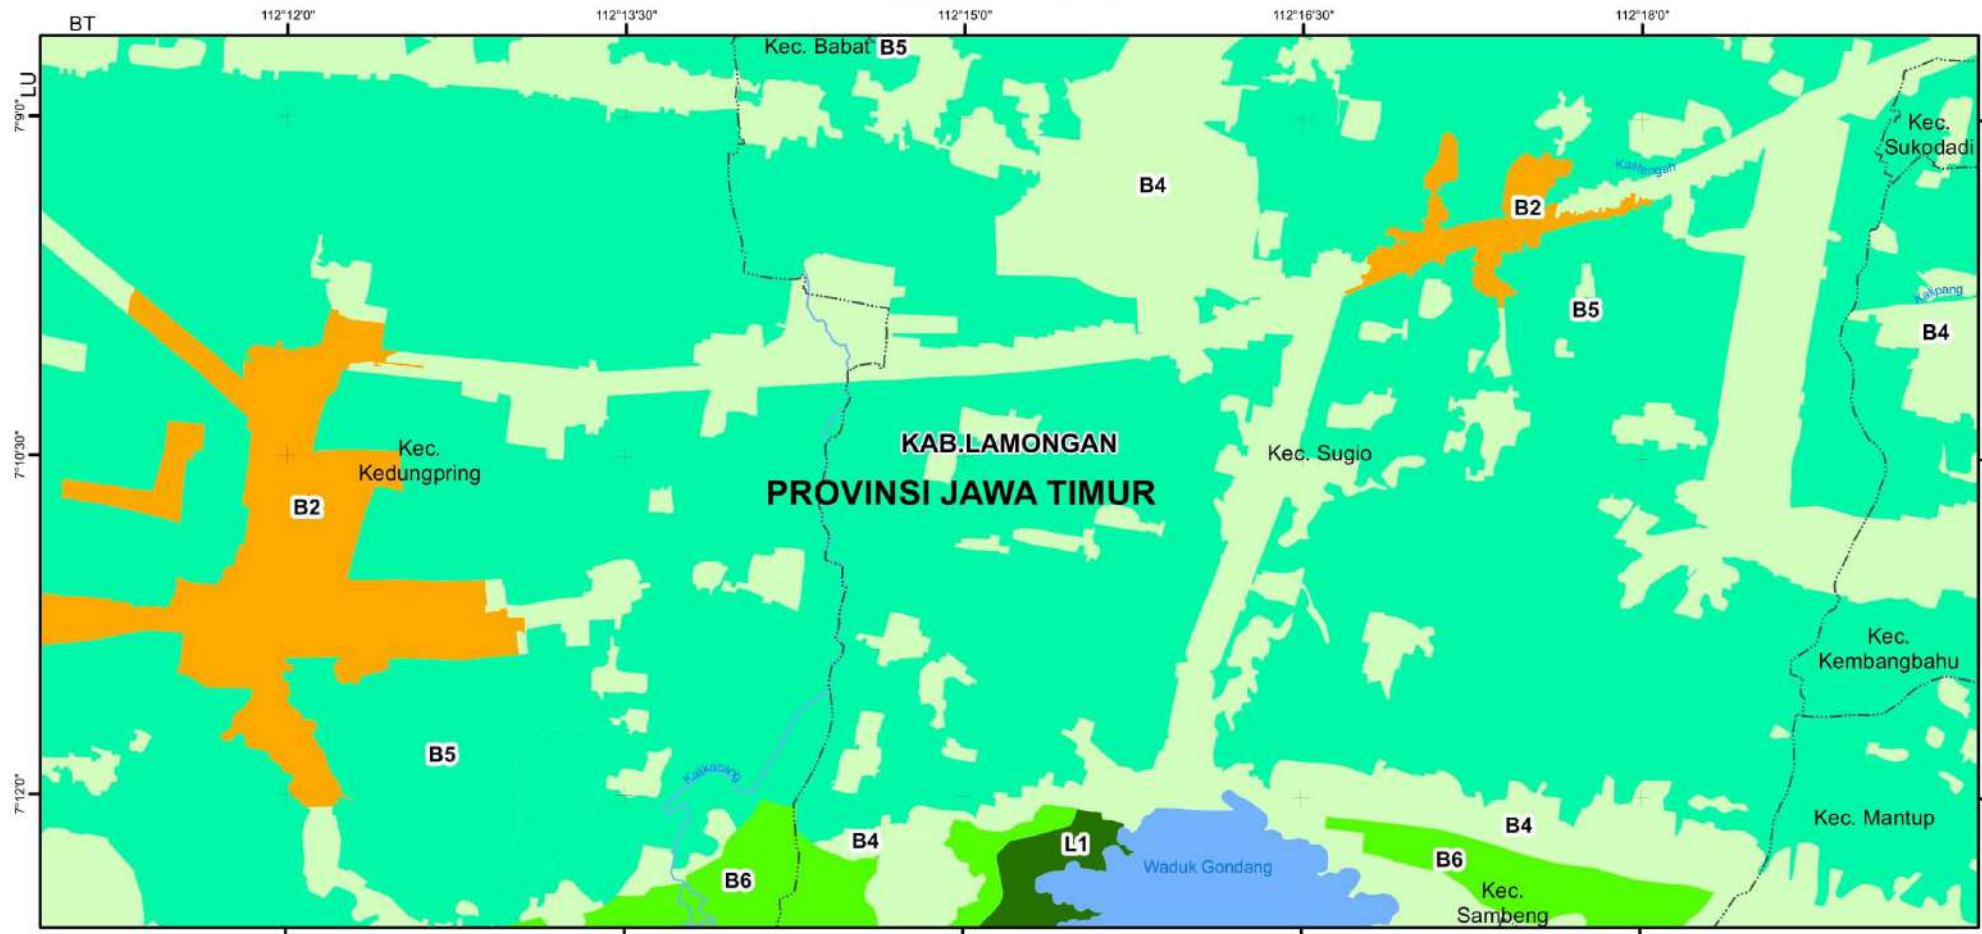 BT
112°12'0"
112°13'30"
112°15'0"
112°16'30"
112°18'0"
LU
7°9'0"
7°10'30"
7°12'0"
Kec. Babat
B5
Kec.
Sukodadi
B4
Kalitengah
B2
Kalipang
B5
B4
Kec.
Kedungpring
KAB.LAMONGAN
Kec. Sugio
PROVINSI JAWA TIMUR
B2
Kec.
Kembangbahu
B5
Kalikacang
Kec. Mantup
B4
L1
B4
Waduk Gondang
B6
B6
Kec.
Sambeng